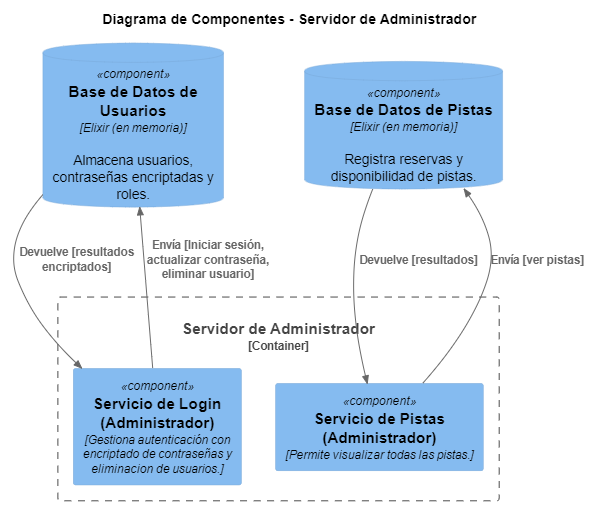 Diagrama de Componentes - Servidor de Administrador
«component»
Base de Datos de
Usuarios
[Elixir (en memoria)]
Almacena usuarios,
contraseñas encriptadas y
roles.
«component»
Base de Datos de Pistas
[Elixir (en memoria)]
Registra reservas y
disponibilidad de pistas.
Devuelve [resultados
encriptados]
Envía [Iniciar sesión,
actualizar contraseña,
eliminar usuario]
Devuelve [resultados]
Envía [ver pistas]
Servidor de Administrador
[Container]
«component»
Servicio de Login
(Administrador)
[Gestiona autenticación con
encriptado de contraseñas y
eliminacion de usuarios.]
«component»
Servicio de Pistas
(Administrador)
[Permite visualizar todas las pistas.]